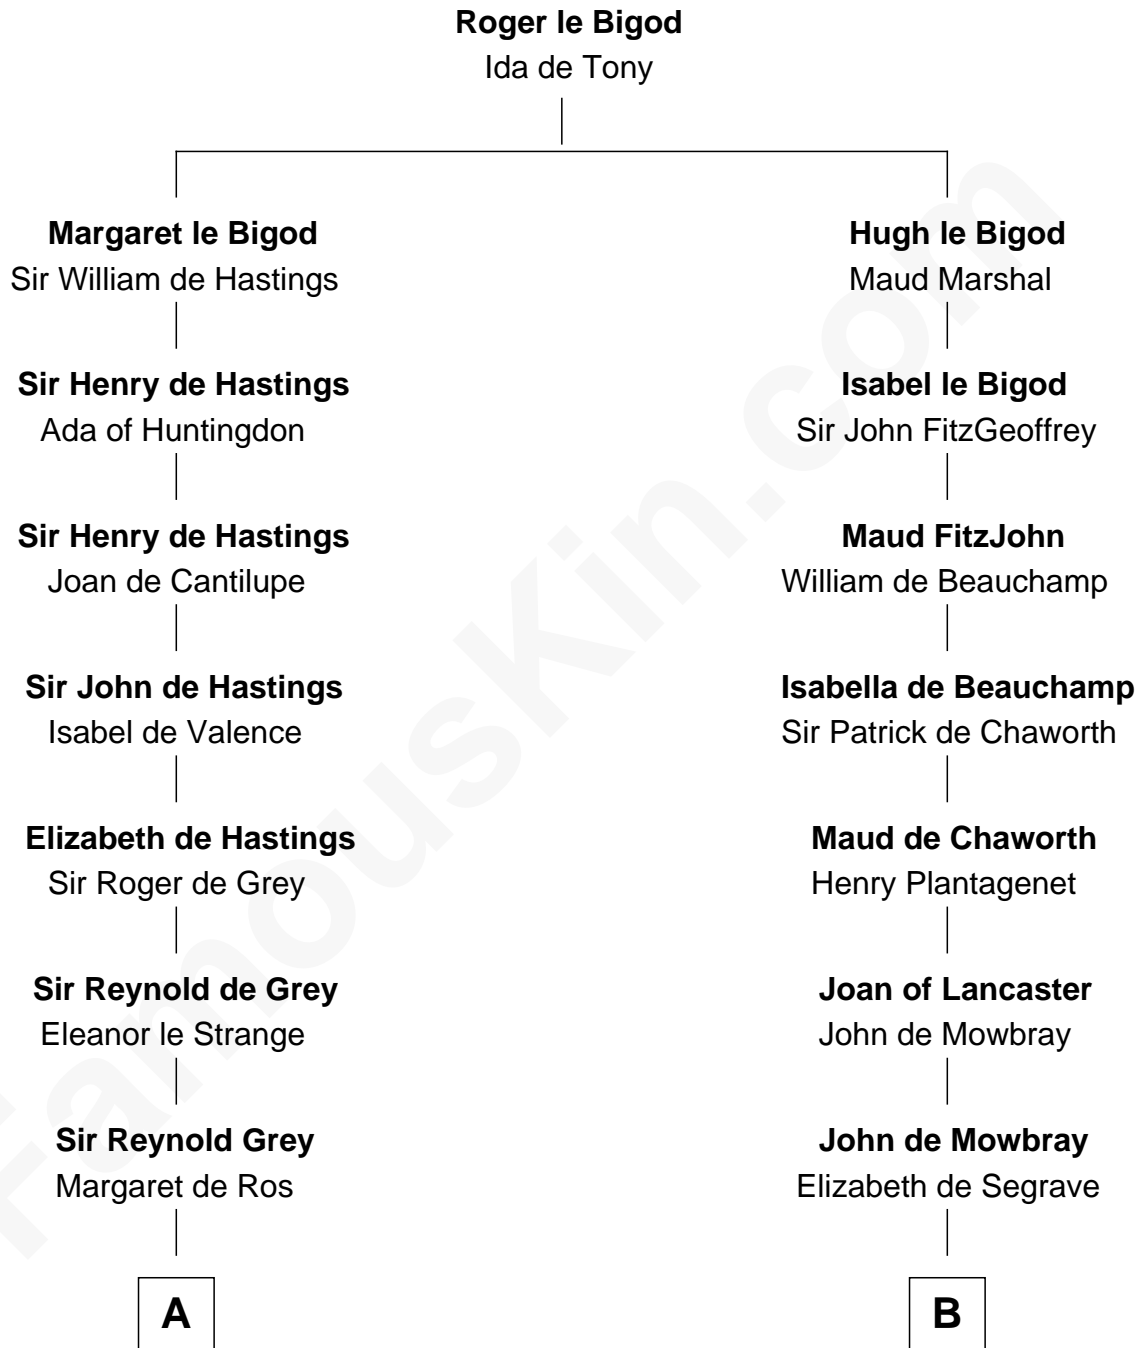 Roger le Bigod
Ida de Tony
Margaret le Bigod
Sir William de Hastings
Hugh le Bigod
Maud Marshal
Sir Henry de Hastings
Ada of Huntingdon
Isabel le Bigod
Sir John FitzGeoffrey
Sir Henry de Hastings
Joan de Cantilupe
Maud FitzJohn
William de Beauchamp
Sir John de Hastings
Isabel de Valence
Isabella de Beauchamp
Sir Patrick de Chaworth
Elizabeth de Hastings
Sir Roger de Grey
Maud de Chaworth
Henry Plantagenet
Sir Reynold de Grey
Eleanor le Strange
Joan of Lancaster
John de Mowbray
Sir Reynold Grey
Margaret de Ros
John de Mowbray
Elizabeth de Segrave
A
B
FamousKin.com